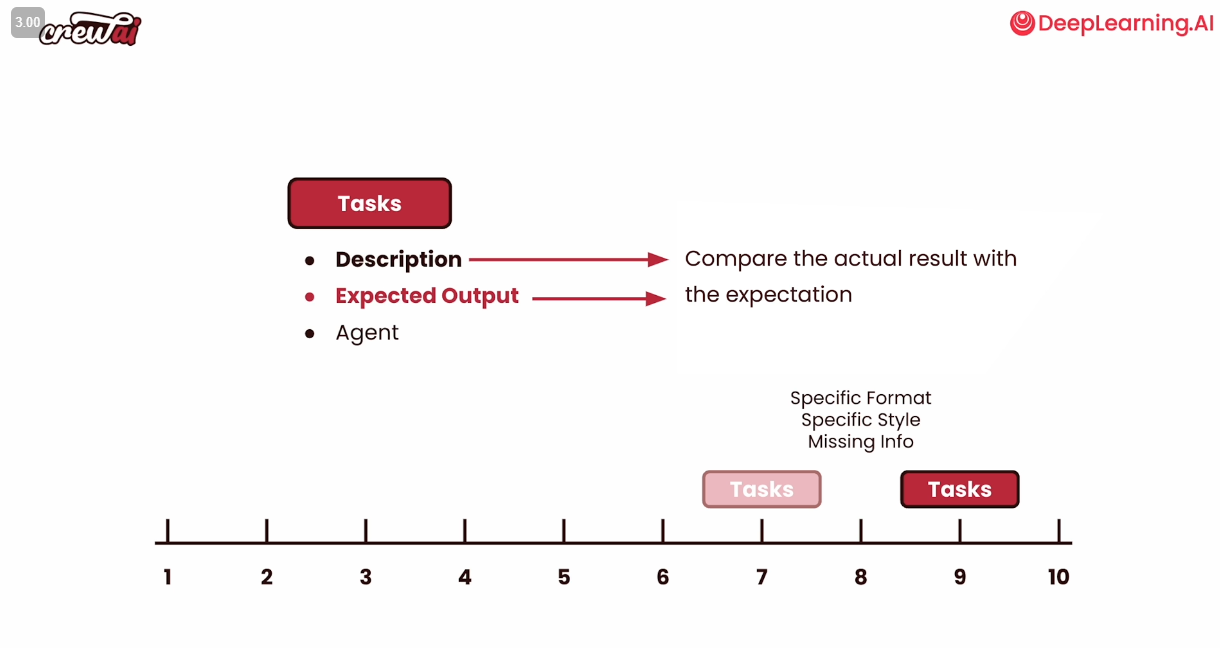 3.00
crewai
DeepLearning.AI
Tasks
• Description
• Expected Output
• Agent
Compare the actual result with
the expectation
Specific Format
Specific Style
Missing Info
Tasks Tasks
1 2 3 4 5 6 7 8 9 10